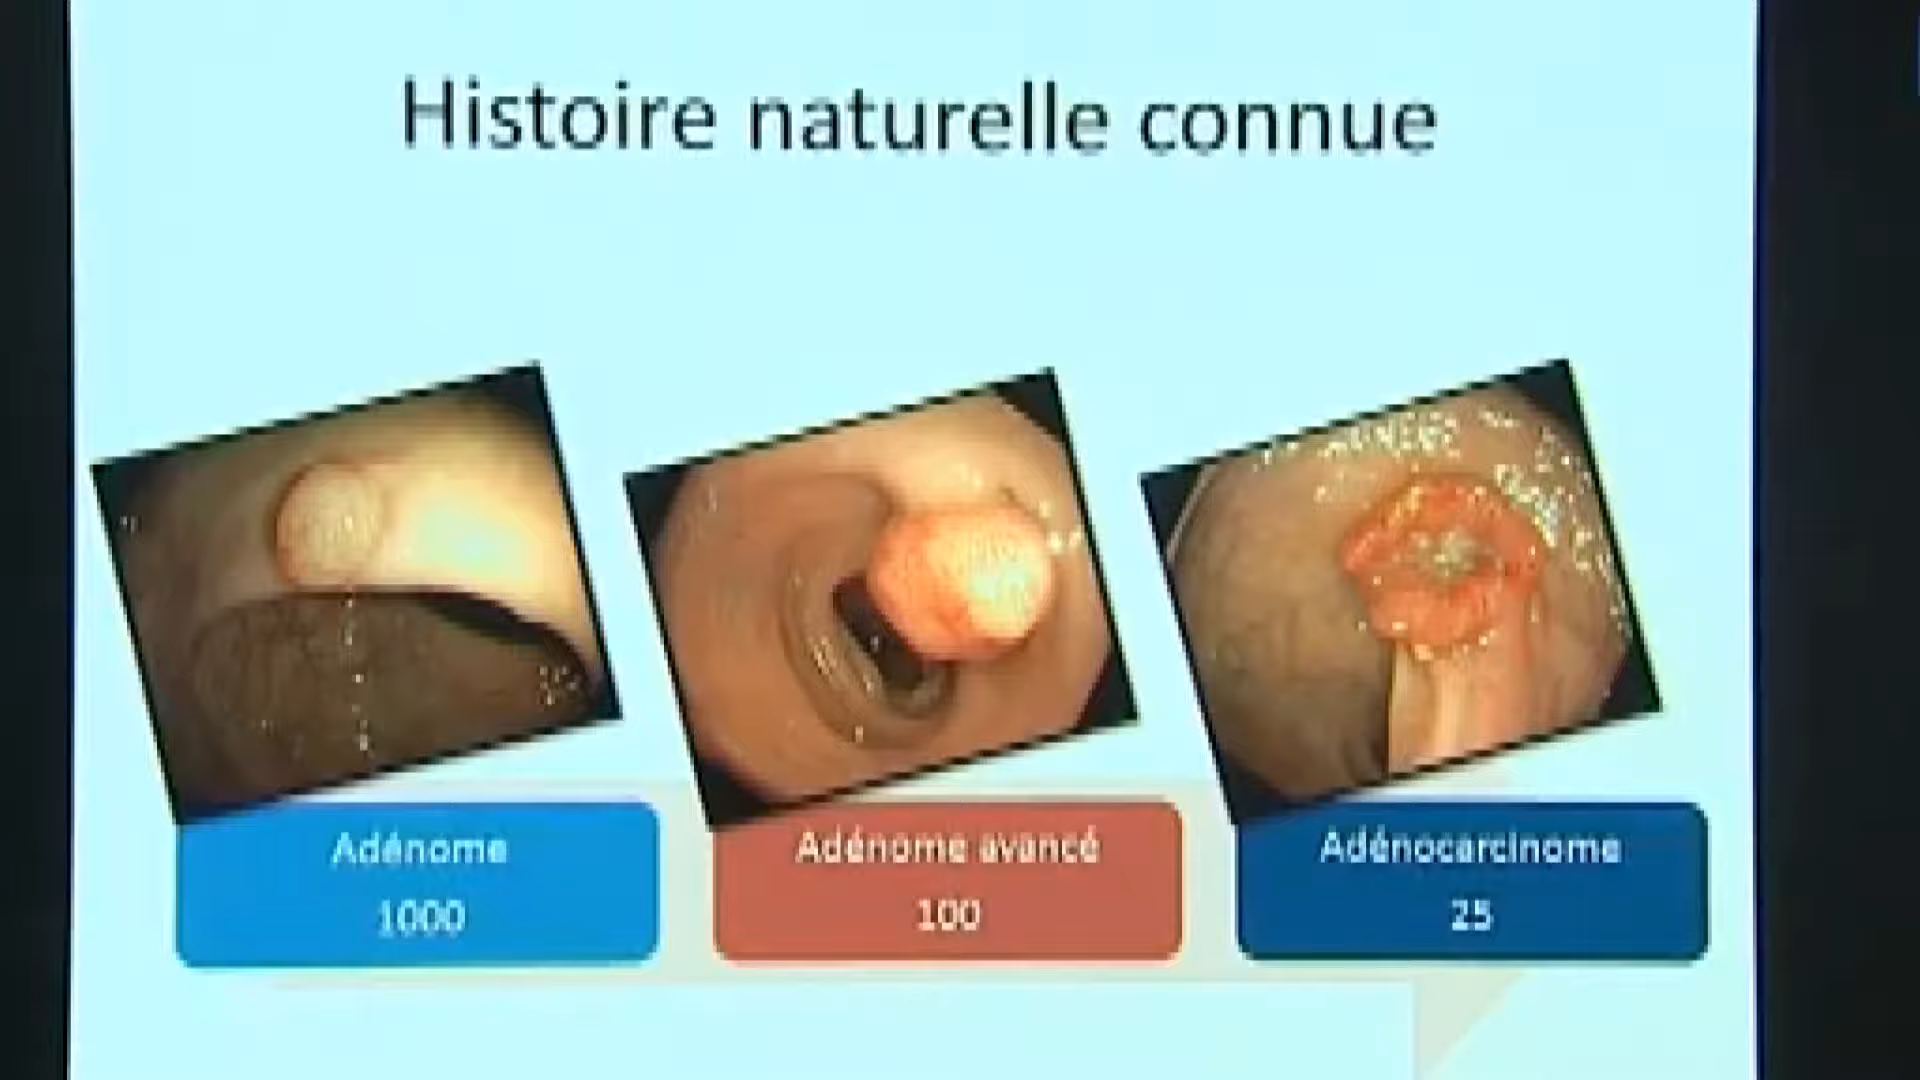 Histoire naturelle connue
Adénome
1000
Adénome avancé
100
Adénocarcinome
25